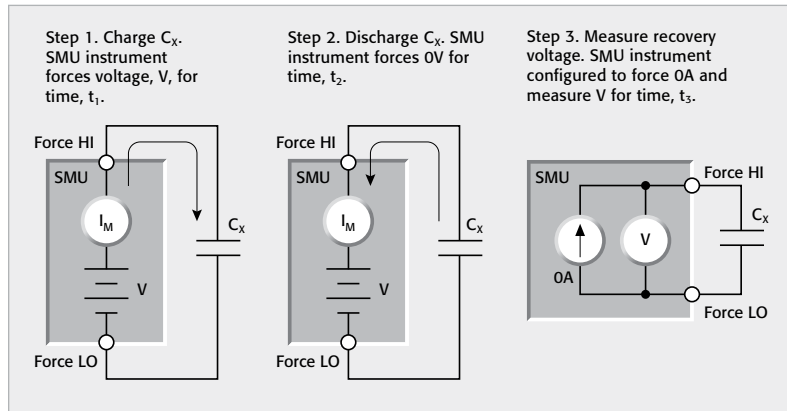 Step 1. Charge Cx.
SMU instrument
forces voltage, V, for
time, t₁.
Force HI
SMU
IM
V
Cx
Force LO
Step 2. Discharge Cx. SMU
instrument forces 0V for
time, t₂.
Force HI
SMU
IM
V
Cx
Force LO
Step 3. Measure recovery
voltage. SMU instrument
configured to force 0A and
measure V for time, t₃.
SMU
Force HI
0A
V
Cx
Force LO